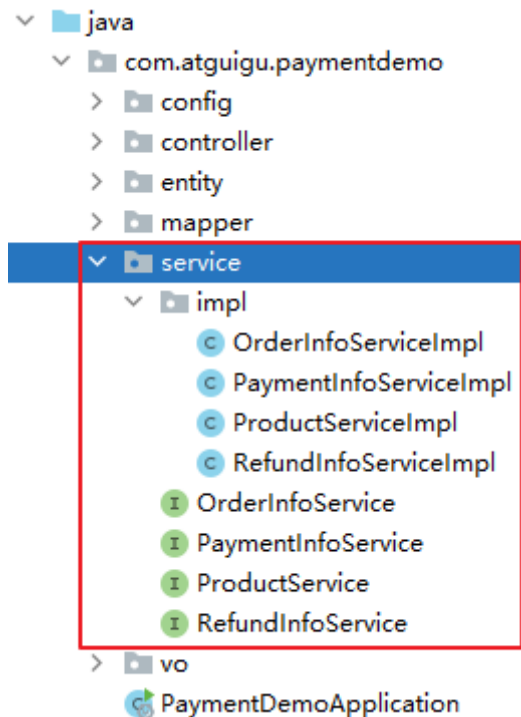 java
com.atguigu.paymentdemo
config
controller
entity
mapper
service
impl
OrderInfoServiceImpl
PaymentInfoServiceImpl
ProductServiceImpl
RefundInfoServiceImpl
OrderInfoService
PaymentInfoService
ProductService
RefundInfoService
vo
PaymentDemoApplication